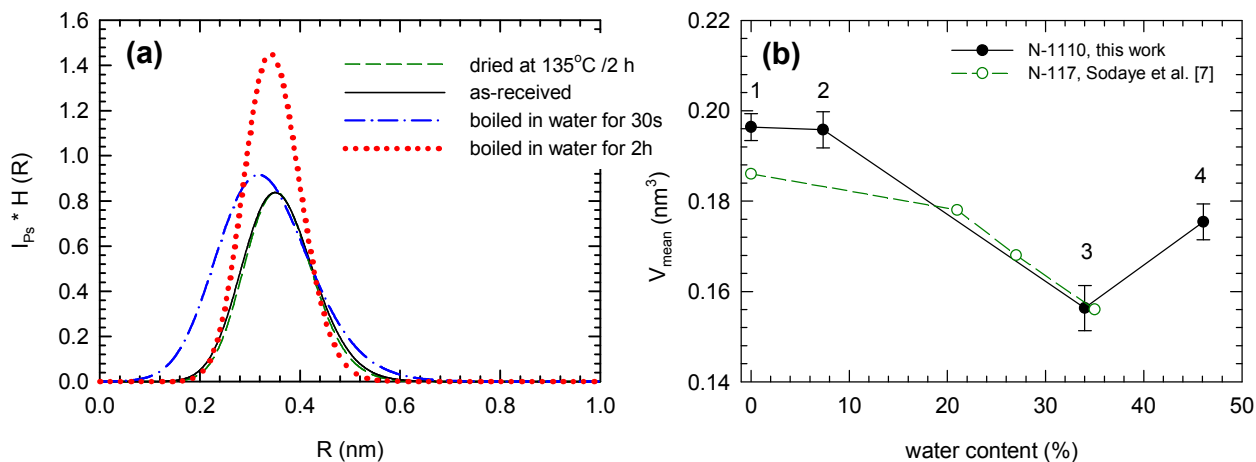 (a)
dried at 135°C /2 h
as-received
boiled in water for 30s
boiled in water for 2h
I_Ps * H (R)
1.6
1.4
1.2
1.0
0.8
0.6
0.4
0.2
0.0
0.0 0.2 0.4 0.6 0.8 1.0
R (nm)
(b)
N-1110, this work
N-117, Sodaye et al. [7]
1 2
3
4
V_mean (nm³)
0.22
0.20
0.18
0.16
0.14
0 10 20 30 40 50
water content (%)